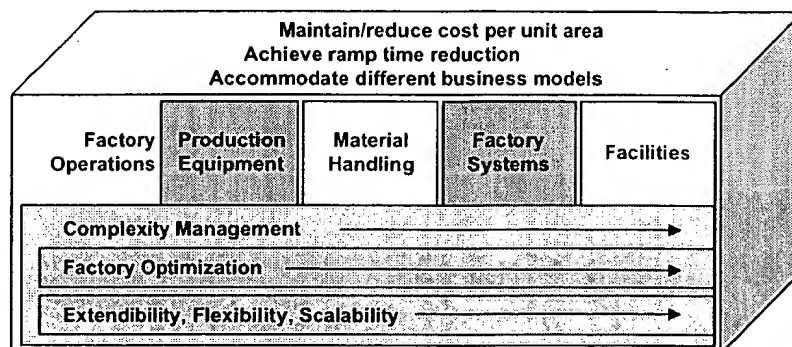 Maintain/reduce cost per unit area
Achieve ramp time reduction
Accommodate different business models
Factory
Operations
Production
Equipment
Material
Handling
Factory
Systems
Facilities
Complexity Management
Factory Optimization
Extendibility, Flexibility, Scalability